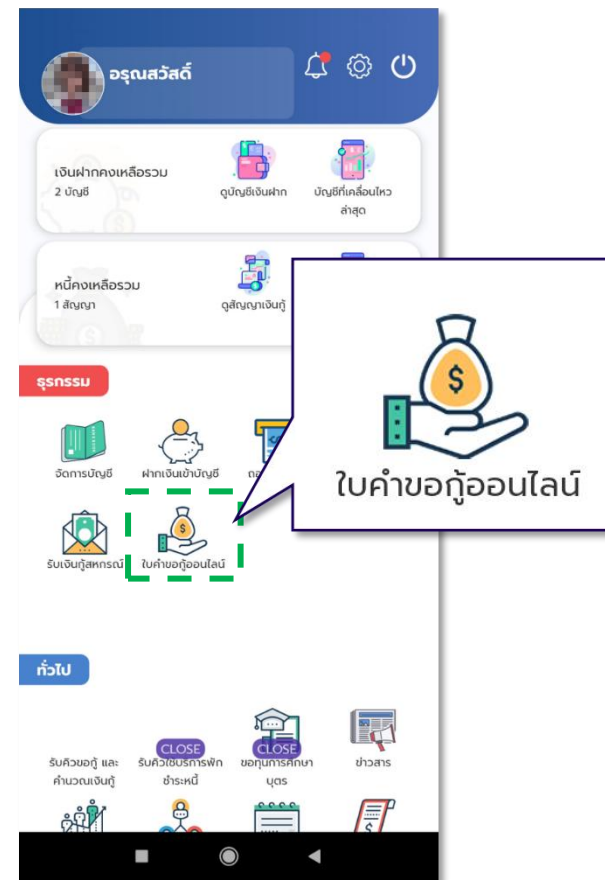 อรุณสวัสดิ์
เงินฝากคงเหลือรวม
2 บัญชี
ดูบัญชีเงินฝาก
บัญชีที่เคลื่อนไหว
ล่าสุด
หนี้คงเหลือรวม
1 สัญญา
ดูสัญญาเงินกู้
$
ใบคำขอกู้ออนไลน์
ธุรกรรม
จัดการบัญชี
ฝากเงินเข้าบัญชี
รับเงินกู้สหกรณ์
$
ใบคำขอกู้ออนไลน์
ทั่วไป
รับคิวขอกู้ และ
คำนวณเงินกู้
CLOSE
รับคิวใช้บริการพัก
ชำระหนี้
CLOSE
ขอทุนการศึกษา
บุตร
ข่าวสาร